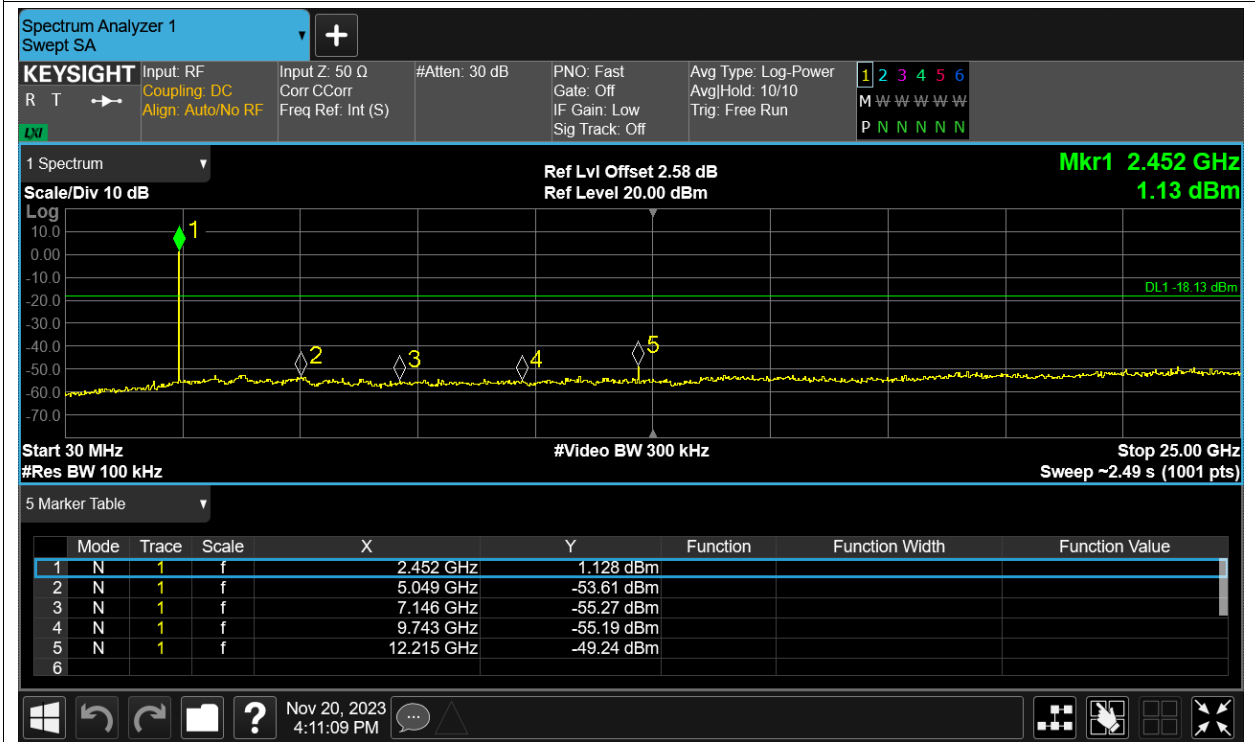 Spectrum Analyzer 1
Swept SA
+
KEYSIGHT
R T
LXI
Input: RF
Coupling: DC
Align: Auto/No RF
Input Z: 50 Ω
Corr CCorr
Freq Ref: Int (S)
#Atten: 30 dB
PNO: Fast
Gate: Off
IF Gain: Low
Sig Track: Off
Avg Type: Log-Power
Avg|Hold: 10/10
Trig: Free Run
1 2 3 4 5 6
M W W W W W
P N N N N N
1 Spectrum
Scale/Div 10 dB
Ref Lvl Offset 2.58 dB
Ref Level 20.00 dBm
Mkr1 2.452 GHz
1.13 dBm
Log
10.0
0.00
-10.0
-20.0
-30.0
-40.0
-50.0
-60.0
-70.0
1
2
3
4
5
DL1 -18.13 dBm
Start 30 MHz
#Video BW 300 kHz
Stop 25.00 GHz
#Res BW 100 kHz
Sweep ~2.49 s (1001 pts)
5 Marker Table
Mode Trace Scale X Y Function Function Width Function Value
1 N 1 f 2.452 GHz 1.128 dBm
2 N 1 f 5.049 GHz -53.61 dBm
3 N 1 f 7.146 GHz -55.27 dBm
4 N 1 f 9.743 GHz -55.19 dBm
5 N 1 f 12.215 GHz -49.24 dBm
6
?
Nov 20, 2023
4:11:09 PM